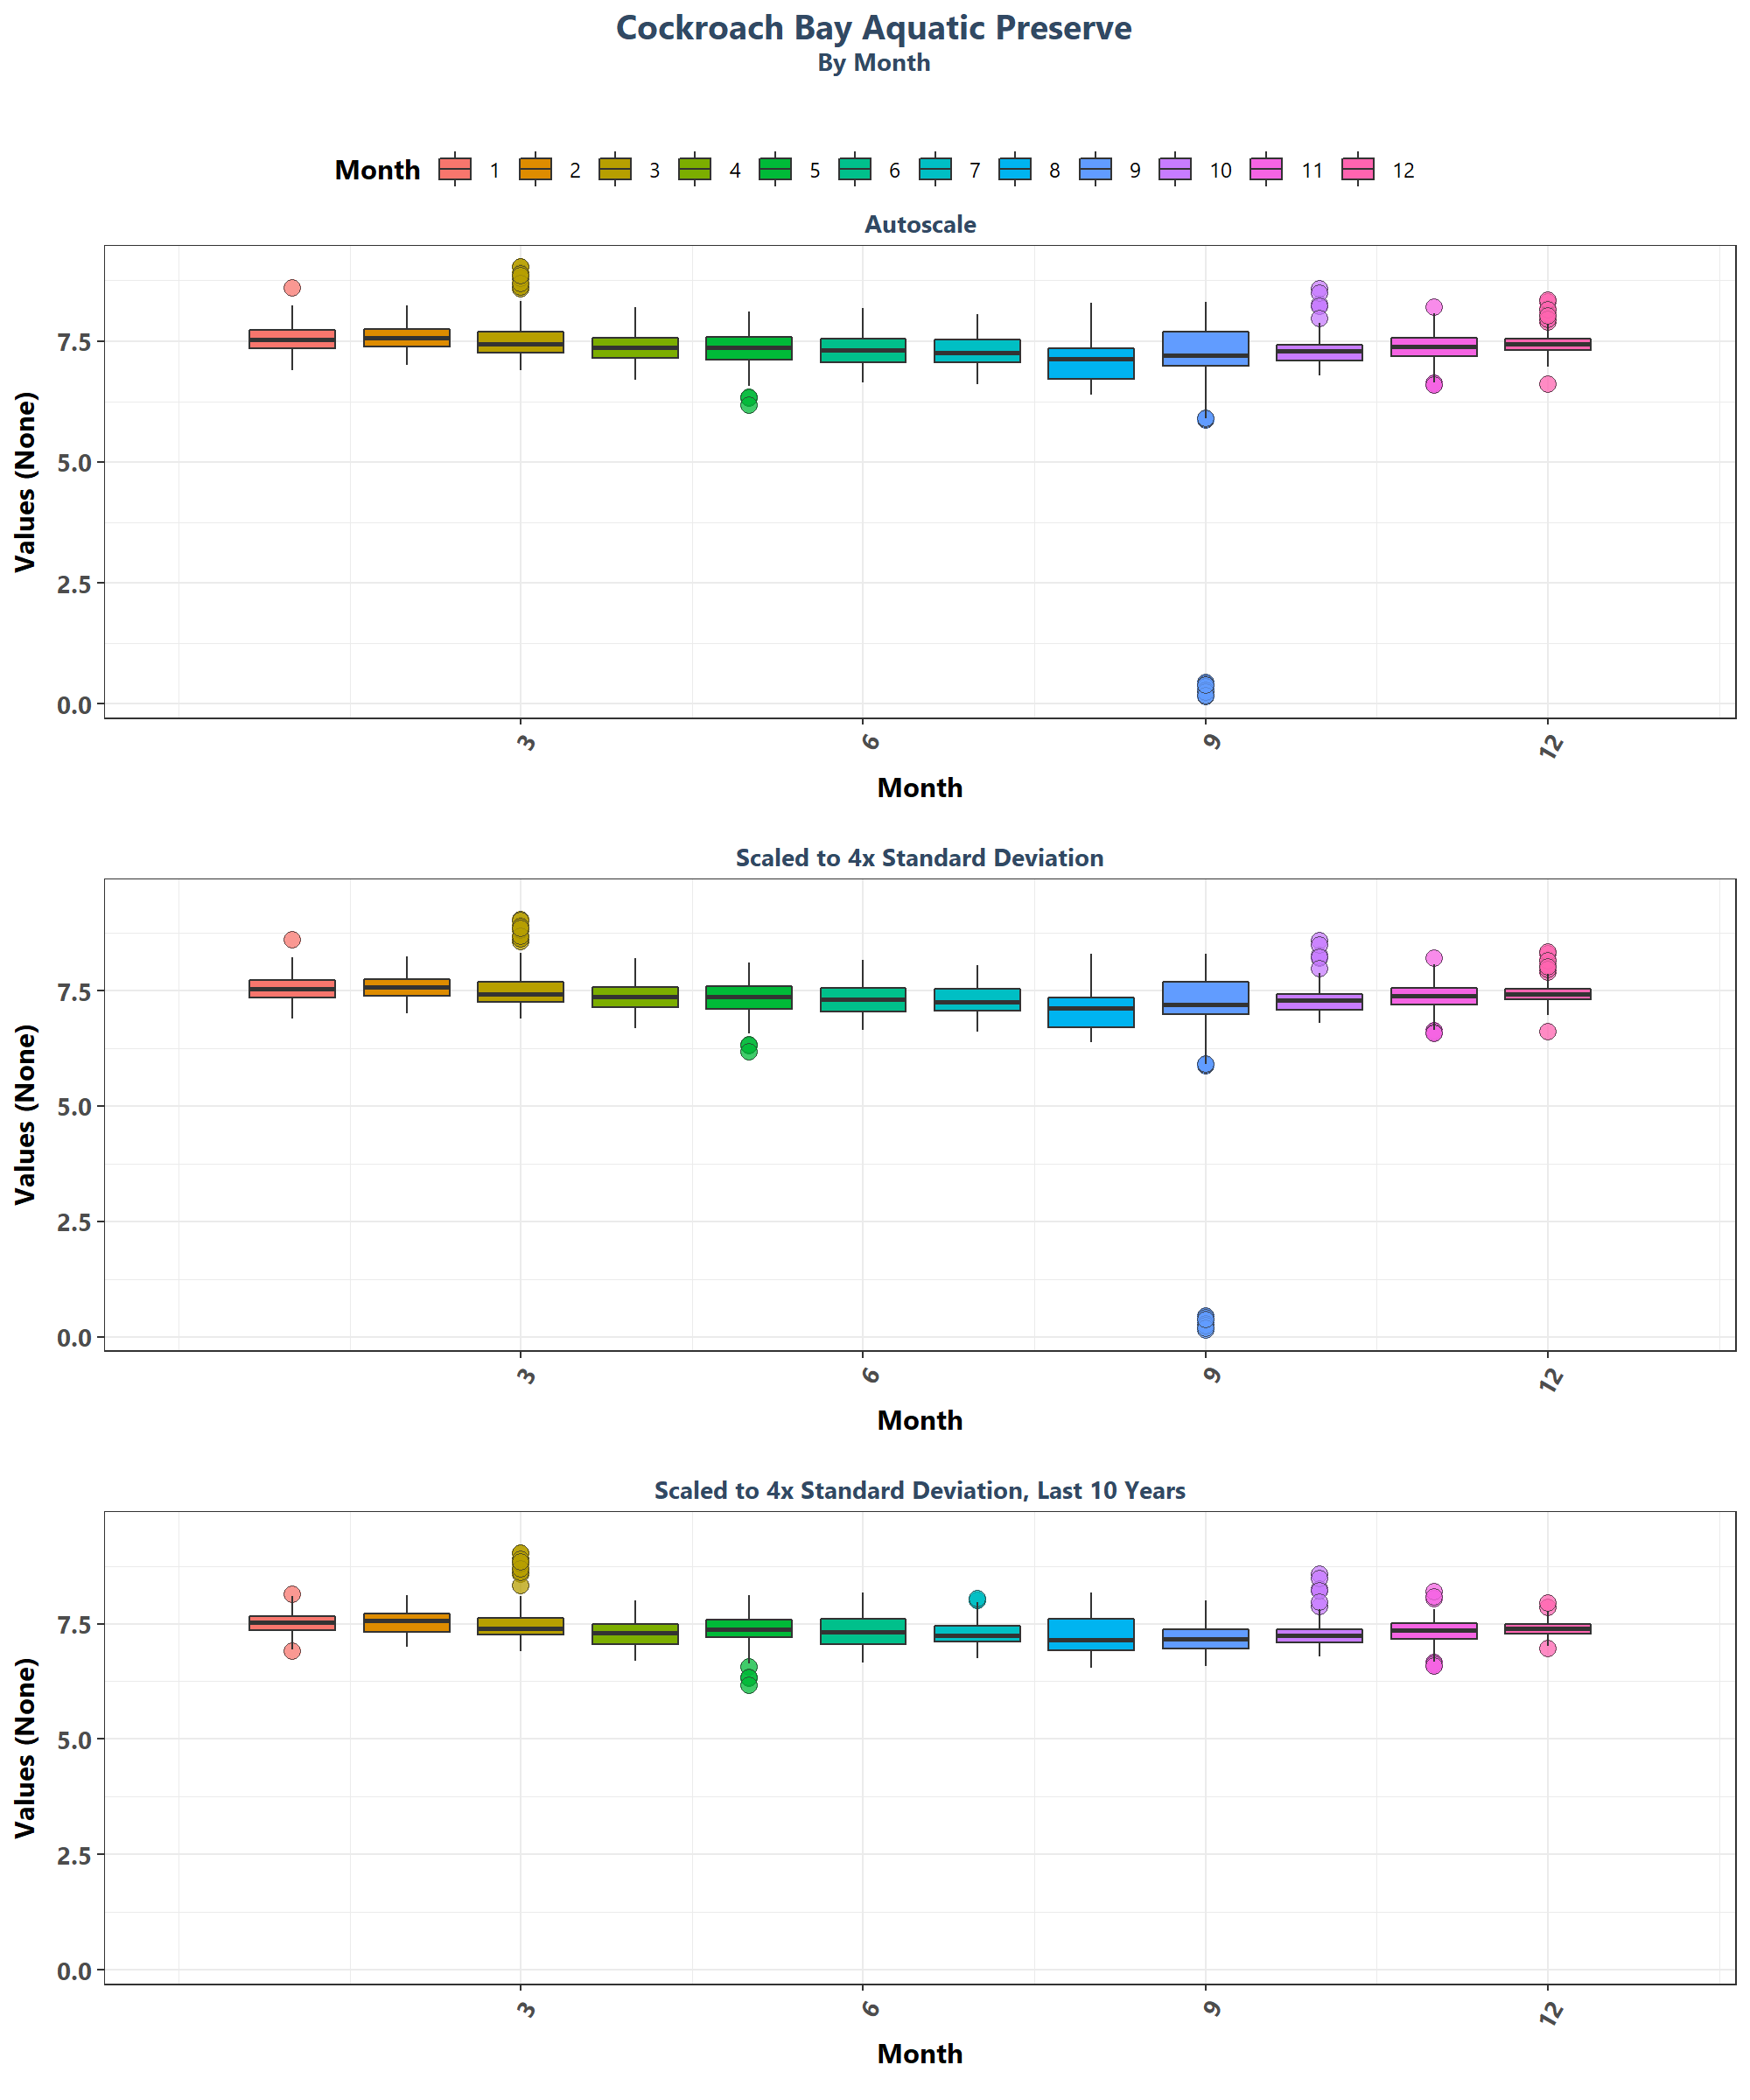 Cockroach Bay Aquatic Preserve
By Month
Month 1 2 3 4 5 6 7 8 9 10 11 12
Autoscale
Values (None)
7.5
5.0
2.5
0.0
3 6 9 12
Month
Scaled to 4x Standard Deviation
Values (None)
7.5
5.0
2.5
0.0
3 6 9 12
Month
Scaled to 4x Standard Deviation, Last 10 Years
Values (None)
7.5
5.0
2.5
0.0
3 6 9 12
Month